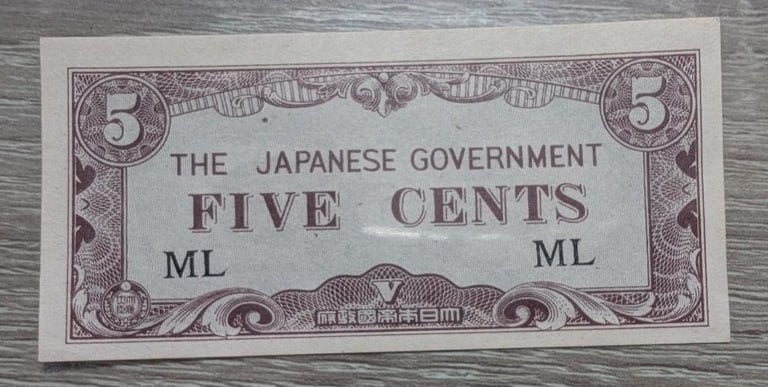 5 5
THE JAPANESE GOVERNMENT
FIVE CENTS
ML ML
V
府政國帝本日大